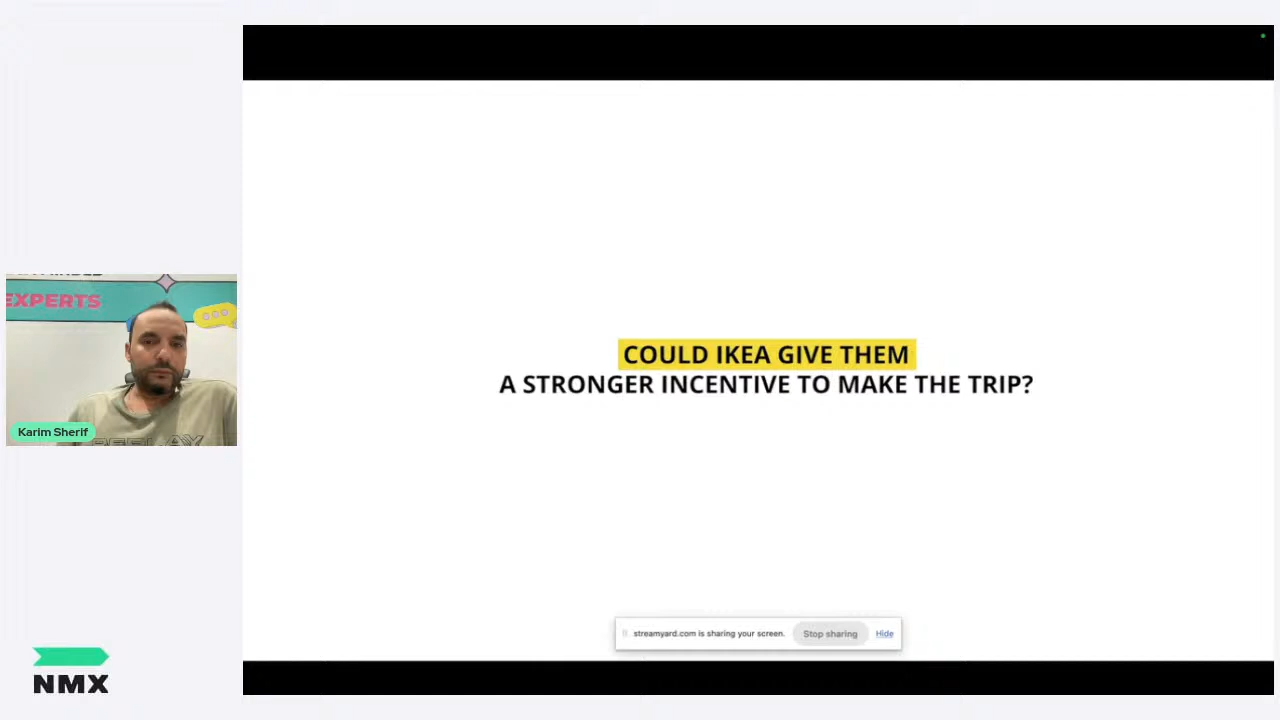 EXPERTS
Karim Sherif
NMX
COULD IKEA GIVE THEM
A STRONGER INCENTIVE TO MAKE THE TRIP?
streamyard.com is sharing your screen.
Stop sharing
Hide